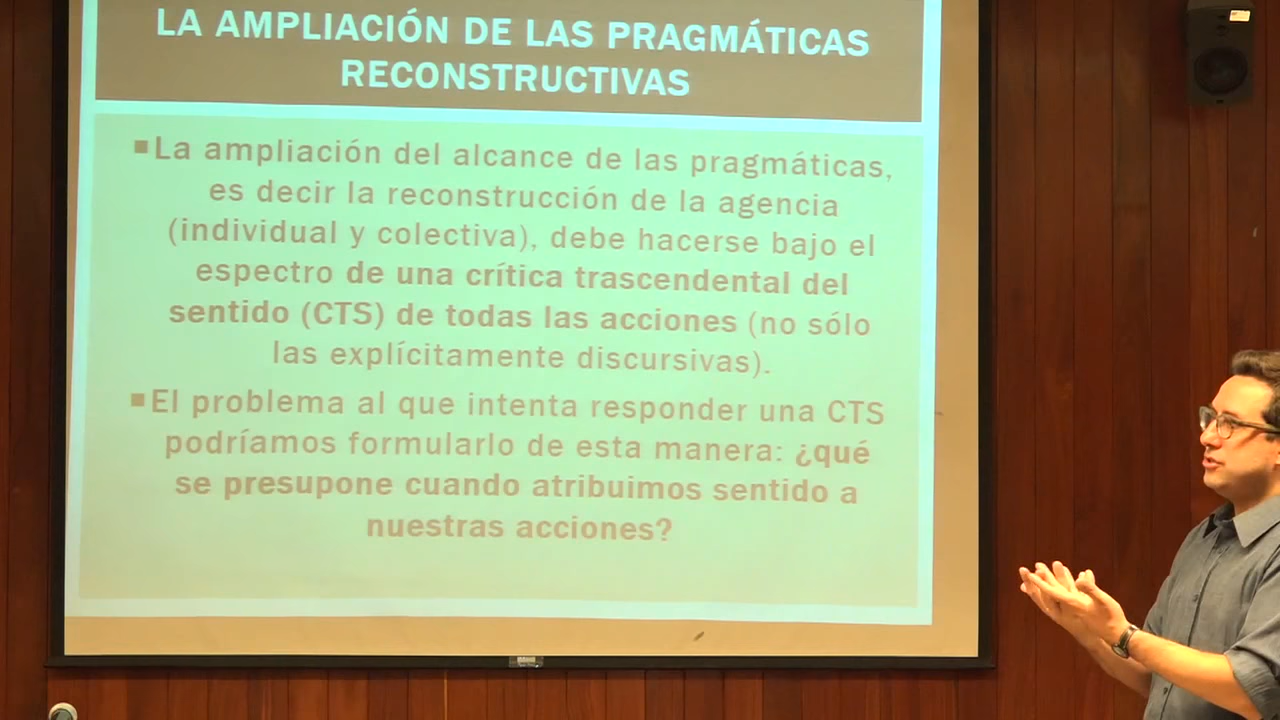 LA AMPLIACIÓN DE LAS PRAGMÁTICAS
RECONSTRUCTIVAS
▪La ampliación del alcance de las pragmáticas,
es decir la reconstrucción de la agencia
(individual y colectiva), debe hacerse bajo el
espectro de una crítica trascendental del
sentido (CTS) de todas las acciones (no sólo
las explícitamente discursivas).
▪El problema al que intenta responder una CTS
podríamos formularlo de esta manera: ¿qué
se presupone cuando atribuimos sentido a
nuestras acciones?